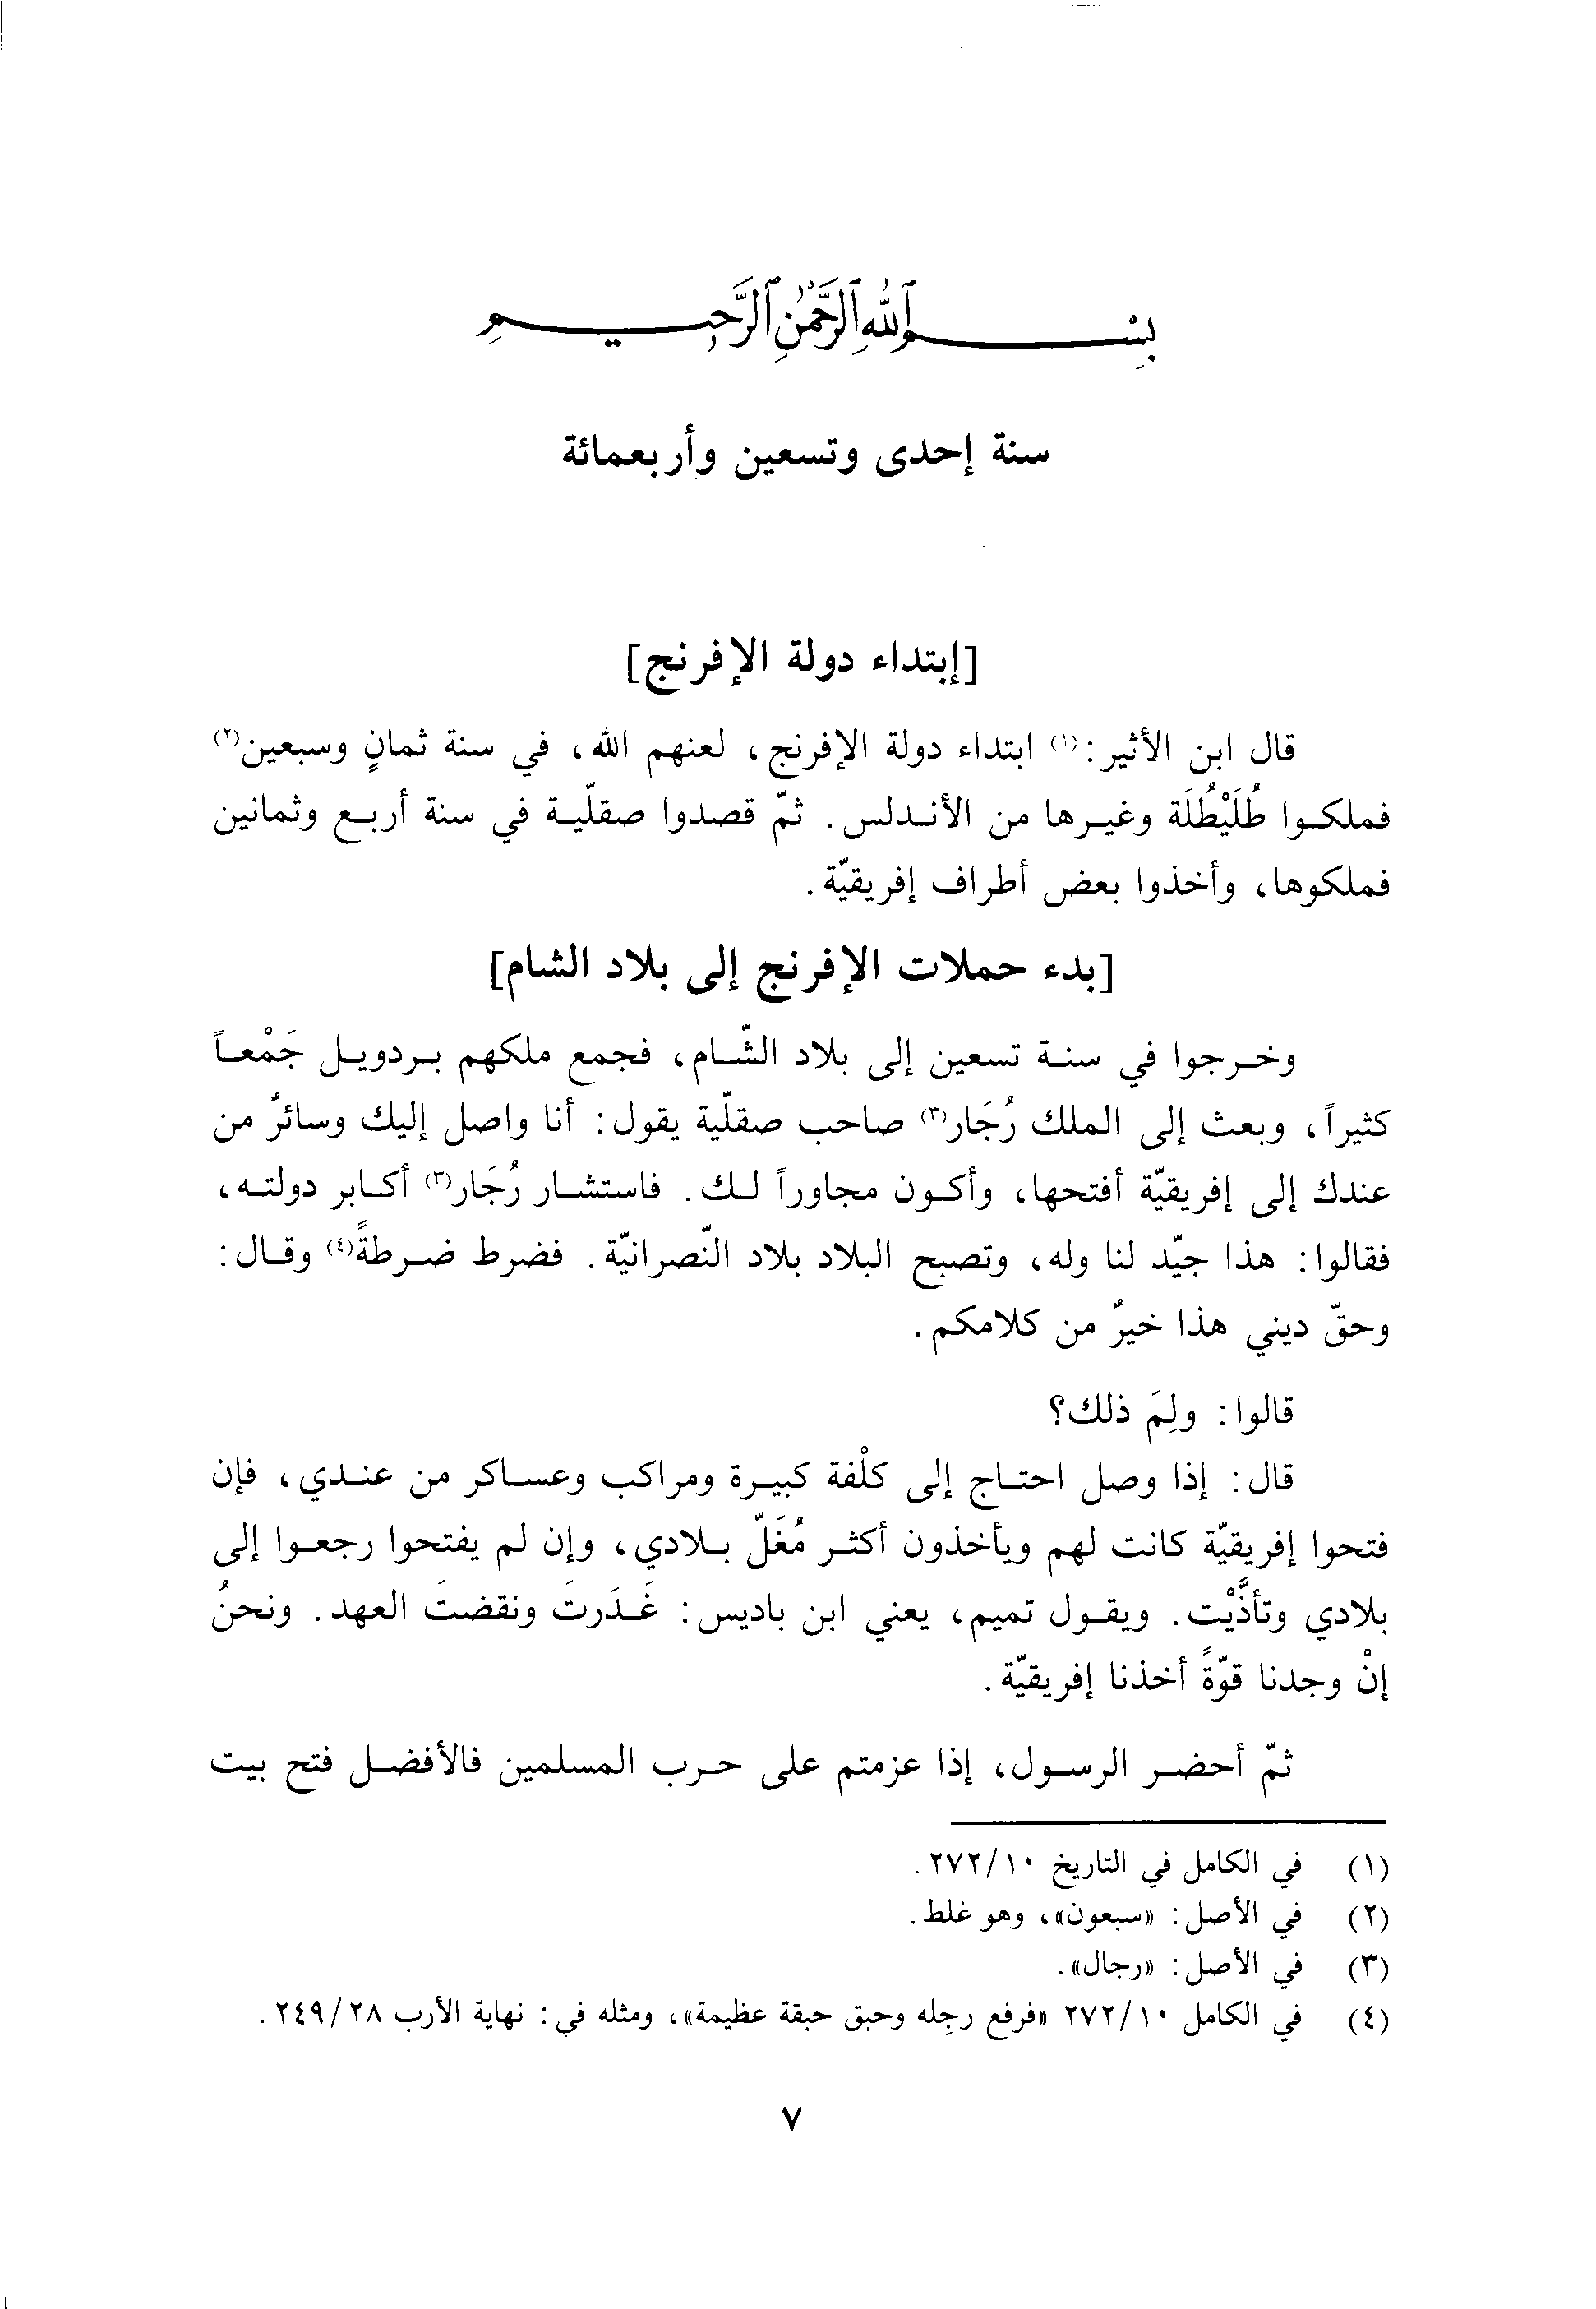 بِسْمِ ٱللَّهِ ٱلرَّحْمَٰنِ ٱلرَّحِيمِ
سنة إحدى وتسعين وأربعمائة
[إبتداء دولة الإفرنج]
قال ابن الأثير:(١) ابتداء دولة الإفرنج، لعنهم الله، في سنة ثمانٍ وسبعين(٢)
فملكوا طُلَيْطُلَة وغيرها من الأندلس. ثمّ قصدوا صقلّية في سنة أربع وثمانين
فملكوها، وأخذوا بعض أطراف إفريقيّة.
[بدء حملات الإفرنج إلى بلاد الشام]
وخرجوا في سنة تسعين إلى بلاد الشّام، فجمع ملكهم بردويل جَمْعاً
كثيراً، وبعث إلى الملك رُجَار(٣) صاحب صقلّية يقول: أنا واصل إليك وسائرٌ من
عندك إلى إفريقيّة أفتحها، وأكون مجاوراً لك. فاستشار رُجَار(٣) أكابر دولته،
فقالوا: هذا جيّد لنا وله، وتصبح البلاد بلاد النّصرانيّة. فضرط ضرطةً(٤) وقال:
وحقّ ديني هذا خيرٌ من كلامكم.
قالوا: ولِمَ ذلك؟
قال: إذا وصل احتاج إلى كلْفة كبيرة ومراكب وعساكر من عندي، فإن
فتحوا إفريقيّة كانت لهم ويأخذون أكثر مُغَلّ بلادي، وإن لم يفتحوا رجعوا إلى
بلادي وتأذَّيْت. ويقول تميم، يعني ابن باديس: غَدَرتَ ونقضتَ العهد. ونحنُ
إنْ وجدنا قوّةً أخذنا إفريقيّة.
ثمّ أحضر الرسول، إذا عزمتم على حرب المسلمين فالأفضل فتح بيت
(١) في الكامل في التاريخ ١٠/٢٧٢.
(٢) في الأصل: «سبعون»، وهو غلط.
(٣) في الأصل: «رجال».
(٤) في الكامل ١٠/٢٧٢ «فرفع رجِله وحبق حبقة عظيمة»، ومثله في: نهاية الأرب ٢٨/٢٤٩.
٧